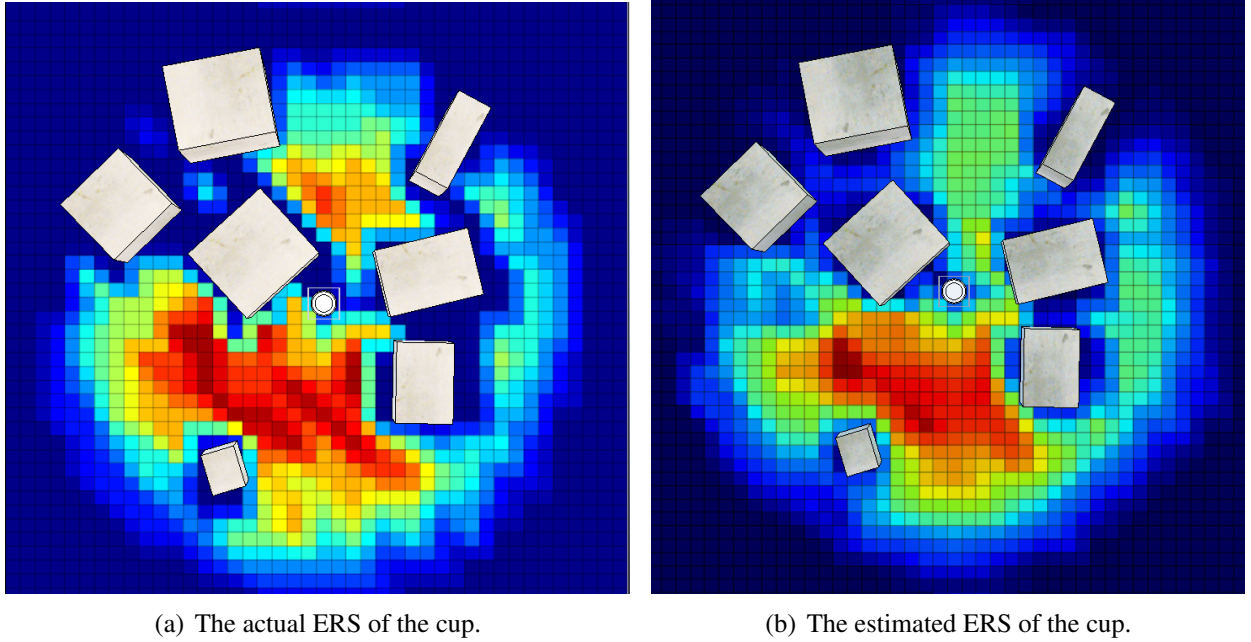 (a) The actual ERS of the cup.
(b) The estimated ERS of the cup.